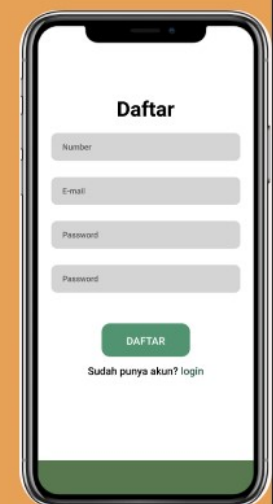 Daftar
Number
E-mail
Password
Password
DAFTAR
Sudah punya akun? login